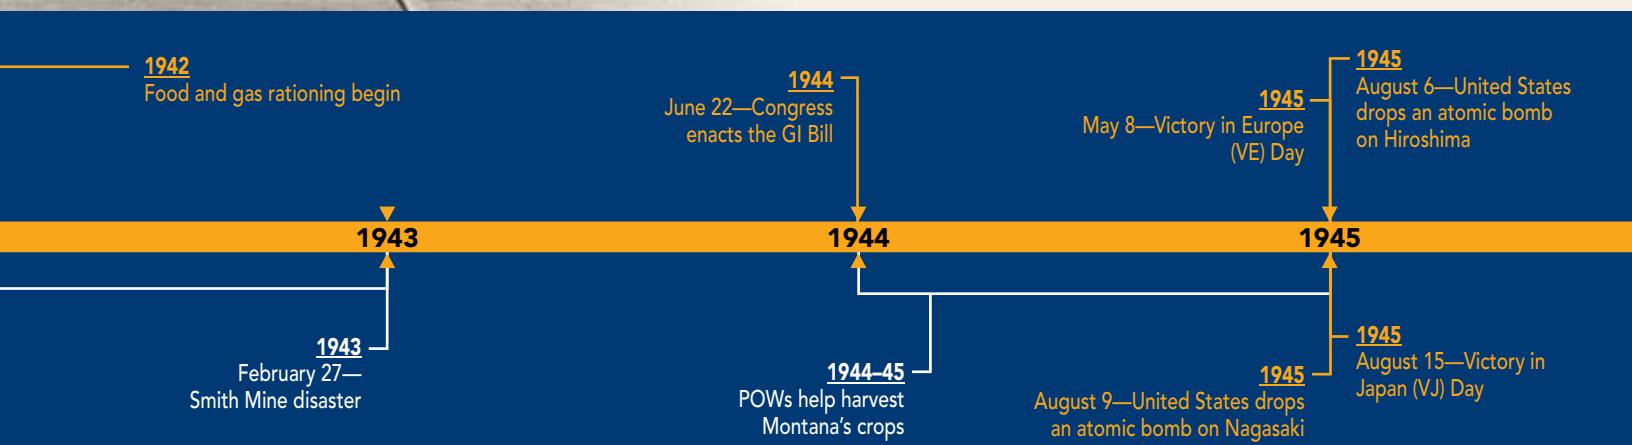 1942
Food and gas rationing begin
1944
June 22—Congress
enacts the GI Bill
1945
May 8—Victory in Europe
(VE) Day
1945
August 6—United States
drops an atomic bomb
on Hiroshima
1943
1944
1945
1943
February 27—
Smith Mine disaster
1944–45
POWs help harvest
Montana’s crops
1945
August 9—United States drops
an atomic bomb on Nagasaki
1945
August 15—Victory in
Japan (VJ) Day